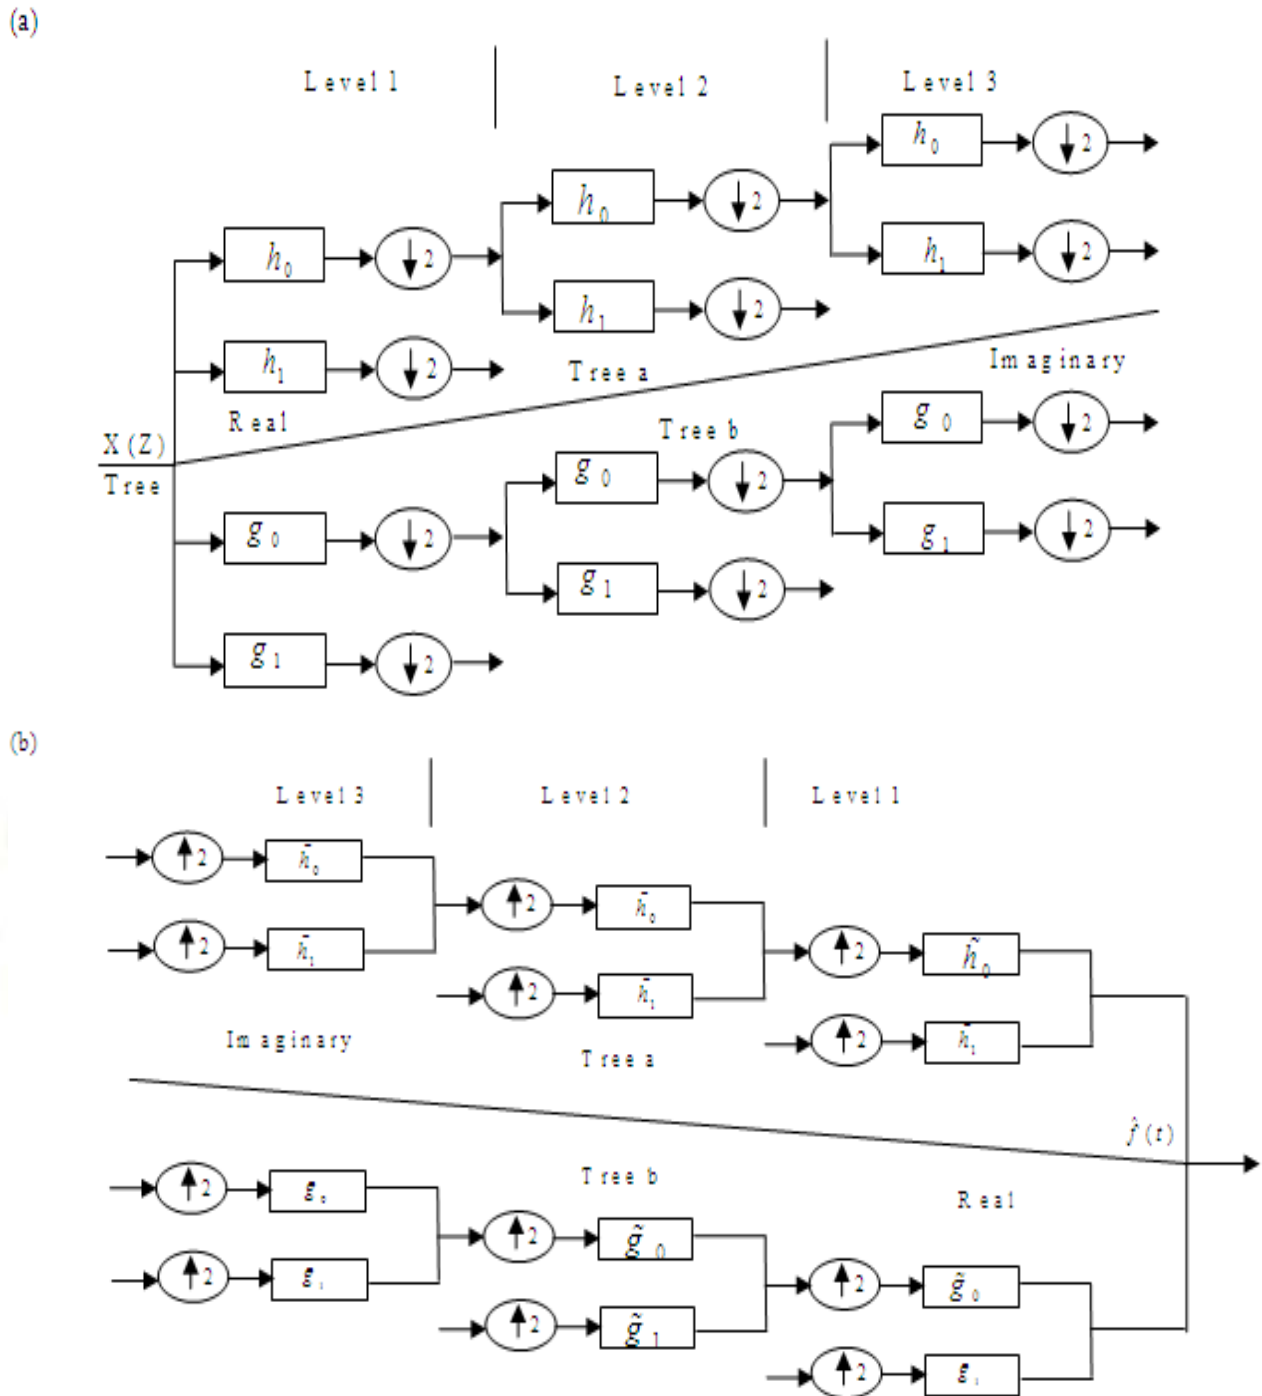 (a)
Level 1 Level 2 Level 3
h0 ↓2
h0 ↓2
h0 ↓2 h1 ↓2
h1 ↓2
h1 ↓2 Tree a Imaginary
Real
X(Z) Tree b g0 ↓2
Tree g0 ↓2
g0 ↓2 g1 ↓2
g1 ↓2
g1 ↓2
(b)
Level 3 Level 2 Level 1
↑2 h̄0
↑2 h̄0
↑2 h̄1 ↑2 h̃0
↑2 h̄1
Imaginary Tree a ↑2 h̄1
f̂(t)
↑2 g0 Tree b
Real
↑2 g̃0
↑2 g1 ↑2 g̃0
↑2 g̃1
↑2 g1